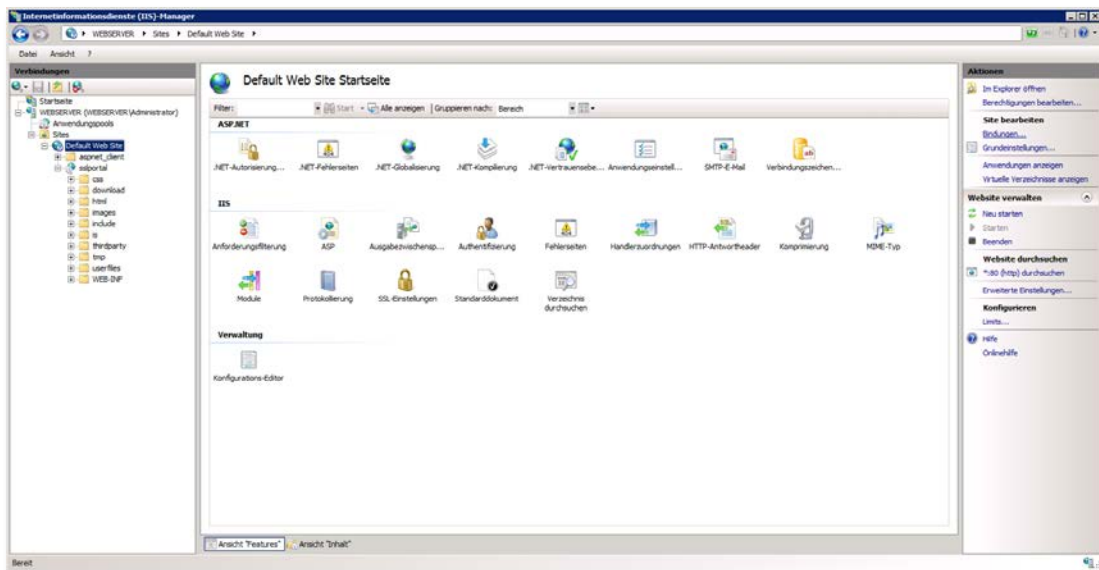 Internetinformationsdienste (IIS)-Manager
WEBSERVER Sites Default Web Site
Datei Ansicht ?
Verbindungen
Startseite
WEBSERVER (WEBSERVER\Administrator)
Anwendungspools
Sites
Default Web Site
aspnet_client
sslportal
css
download
html
images
include
thirdparty
tmp
userfiles
WEB-INF
Default Web Site Startseite
Filter: Start Alle anzeigen Gruppieren nach: Bereich
ASP.NET
.NET-Autorisierung... .NET-Fehlerseiten .NET-Globalisierung .NET-Kompilierung .NET-Vertrauensebe... Anwendungseinstell... SMTP-E-Mail Verbindungszeichen...
IIS
Anforderungsfilterung ASP Ausgabezwischensp... Authentifizierung Fehlerseiten Handlerzuordnungen HTTP-Antwortheader Komprimierung MIME-Typ
Module Protokollierung SSL-Einstellungen Standarddokument Verzeichnis
durchsuchen
Verwaltung
Konfigurations-Editor
Ansicht "Features" Ansicht "Inhalt"
Aktionen
In Explorer öffnen
Berechtigungen bearbeiten...
Site bearbeiten
Bindungen...
Grundeinstellungen...
Anwendungen anzeigen
Virtuelle Verzeichnisse anzeigen
Website verwalten
Neu starten
Starten
Beenden
Website durchsuchen
*:80 (http) durchsuchen
Erweiterte Einstellungen...
Konfigurieren
Limits...
Hilfe
Onlinehilfe
Bereit